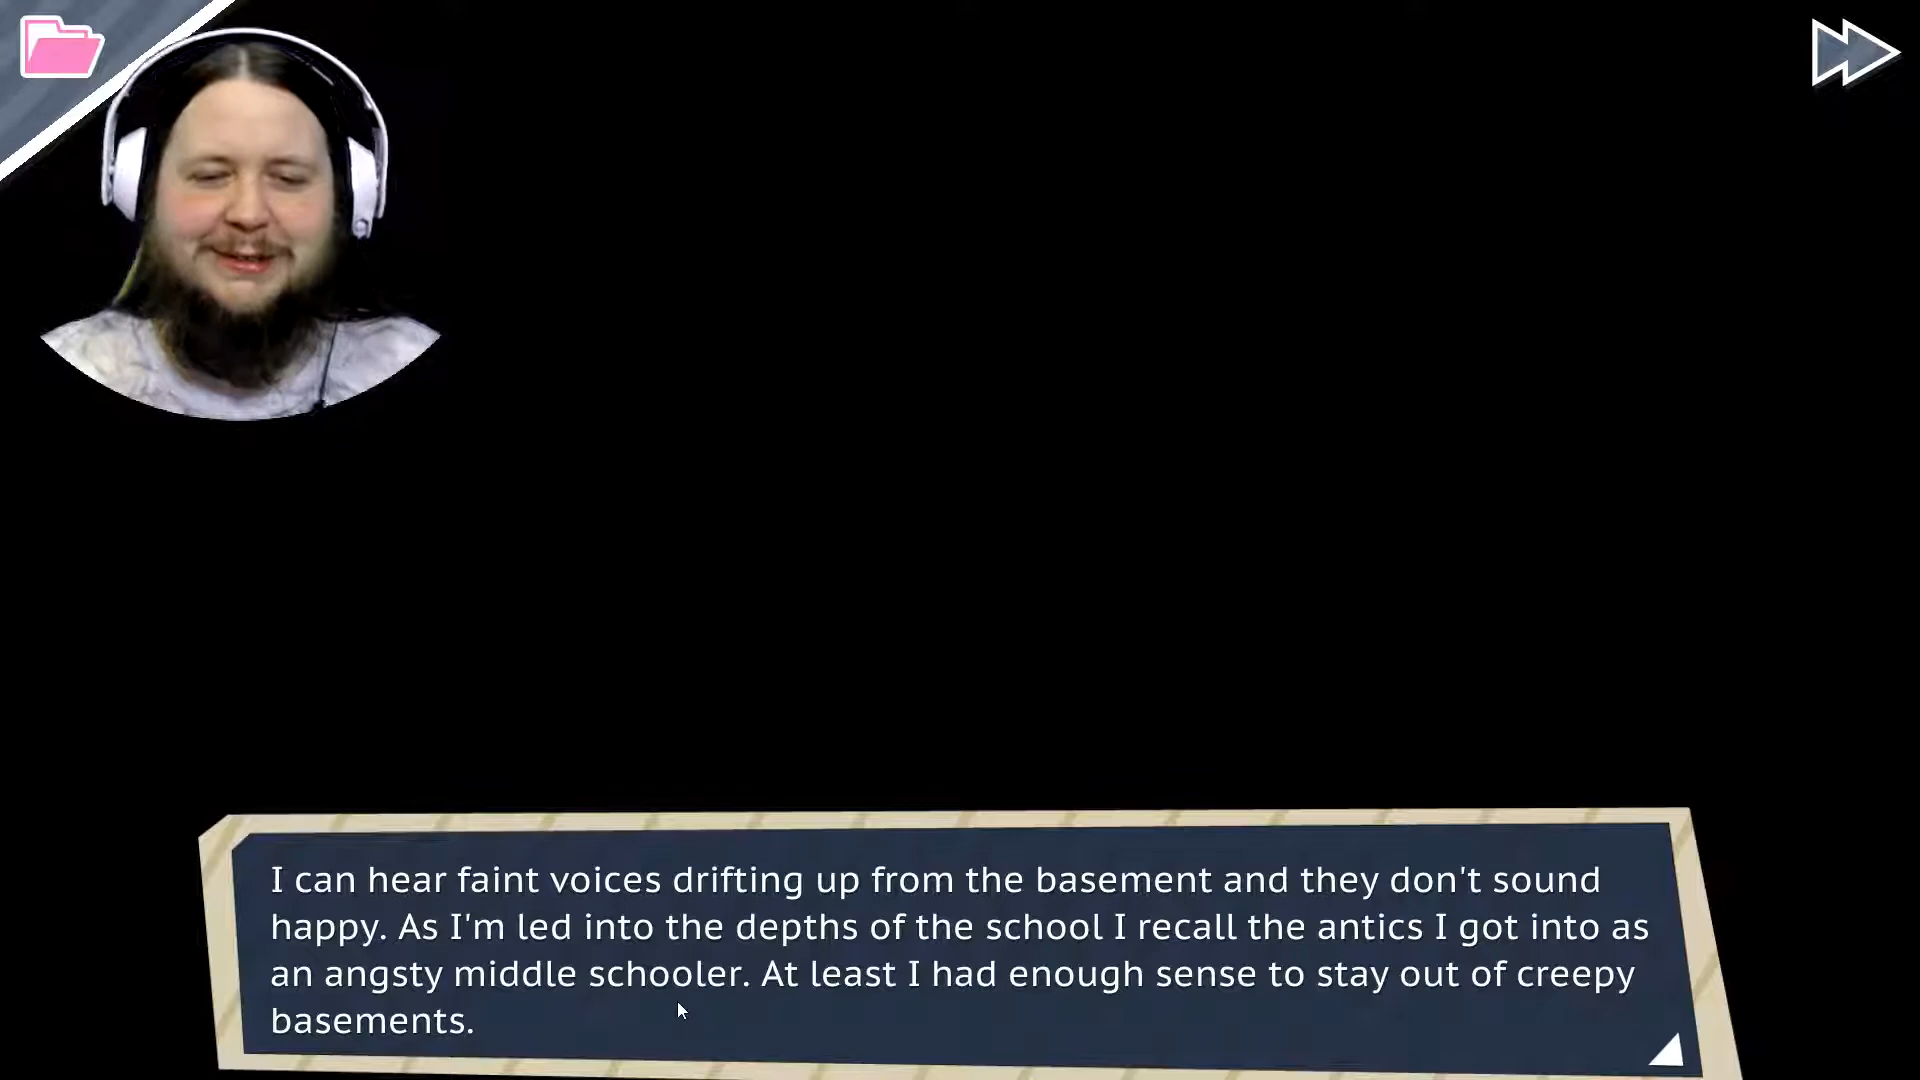 I can hear faint voices drifting up from the basement and they don't sound
happy. As I'm led into the depths of the school I recall the antics I got into as
an angsty middle schooler. At least I had enough sense to stay out of creepy
basements.